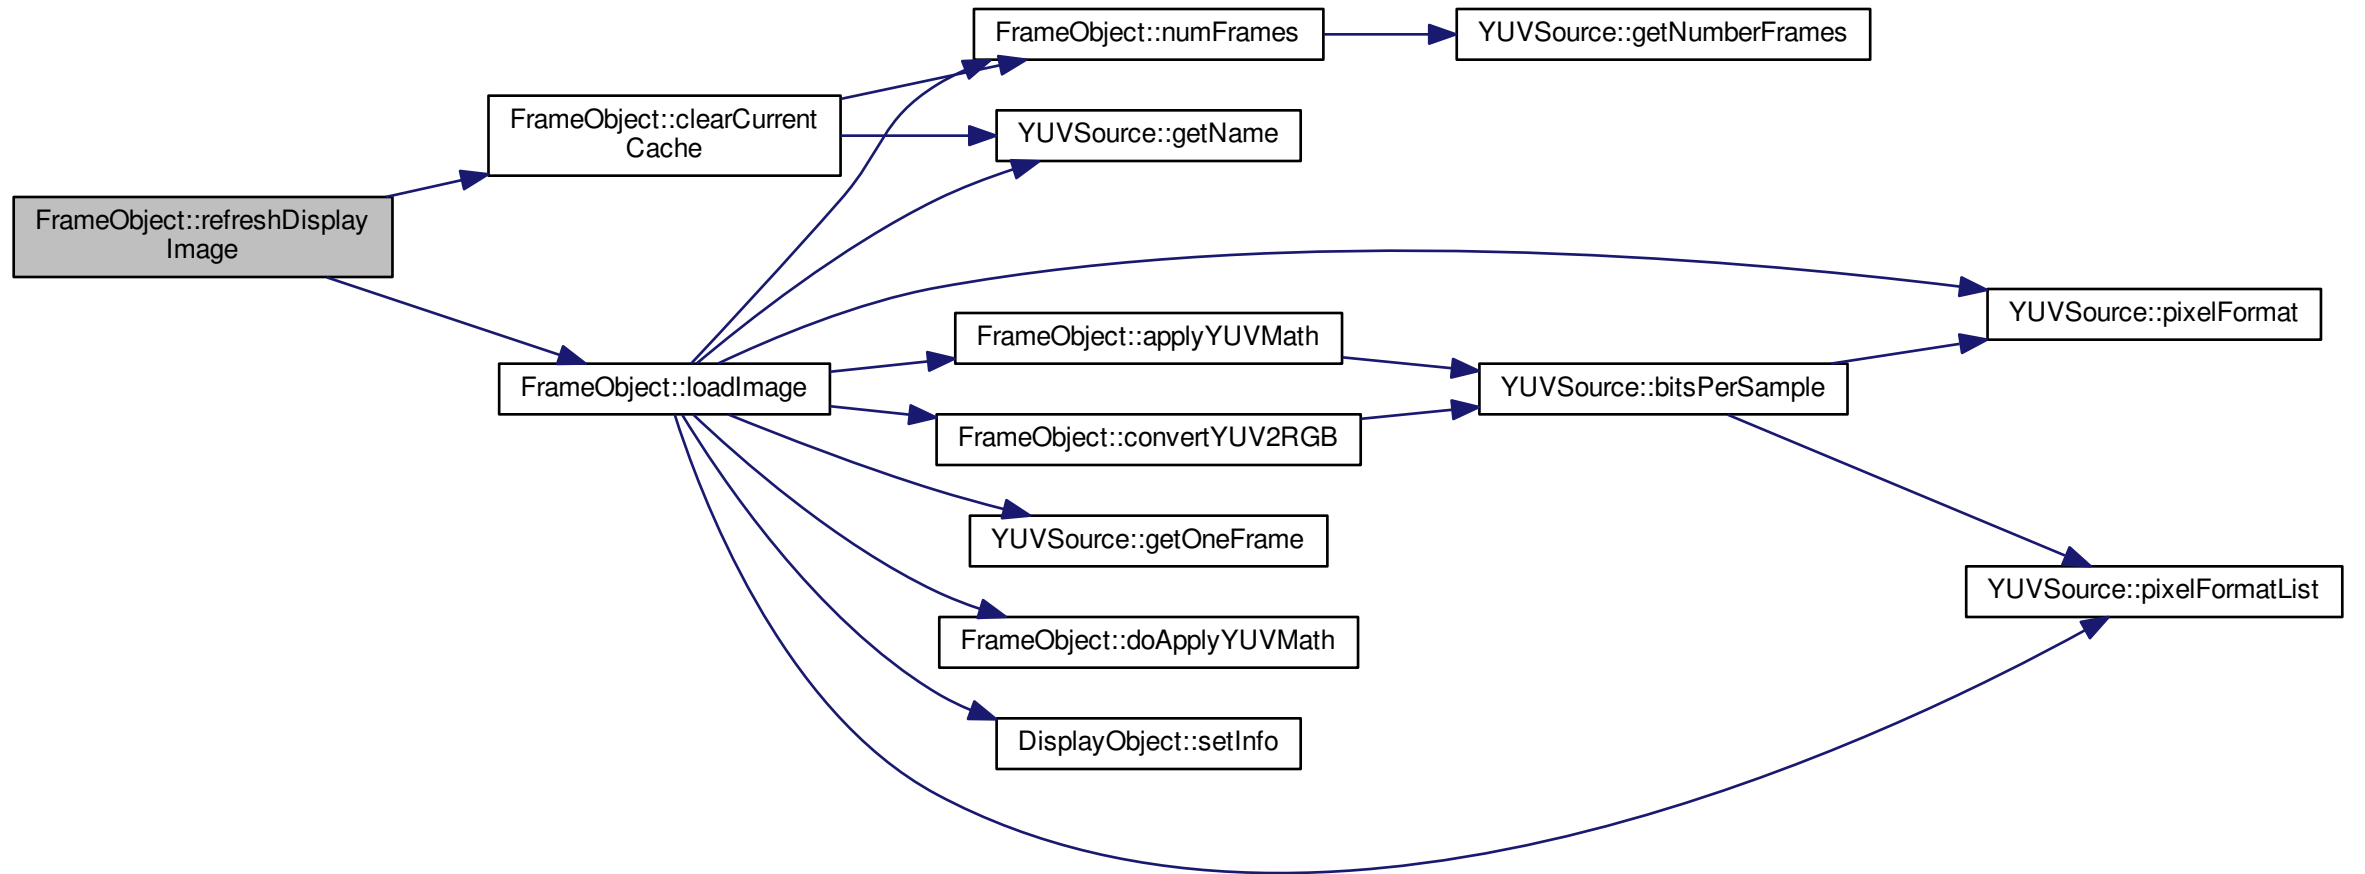 FrameObject::refreshDisplay
Image
FrameObject::clearCurrent
Cache
FrameObject::loadImage
FrameObject::numFrames
YUVSource::getName
FrameObject::applyYUVMath
FrameObject::convertYUV2RGB
YUVSource::getOneFrame
FrameObject::doApplyYUVMath
DisplayObject::setInfo
YUVSource::getNumberFrames
YUVSource::bitsPerSample
YUVSource::pixelFormat
YUVSource::pixelFormatList